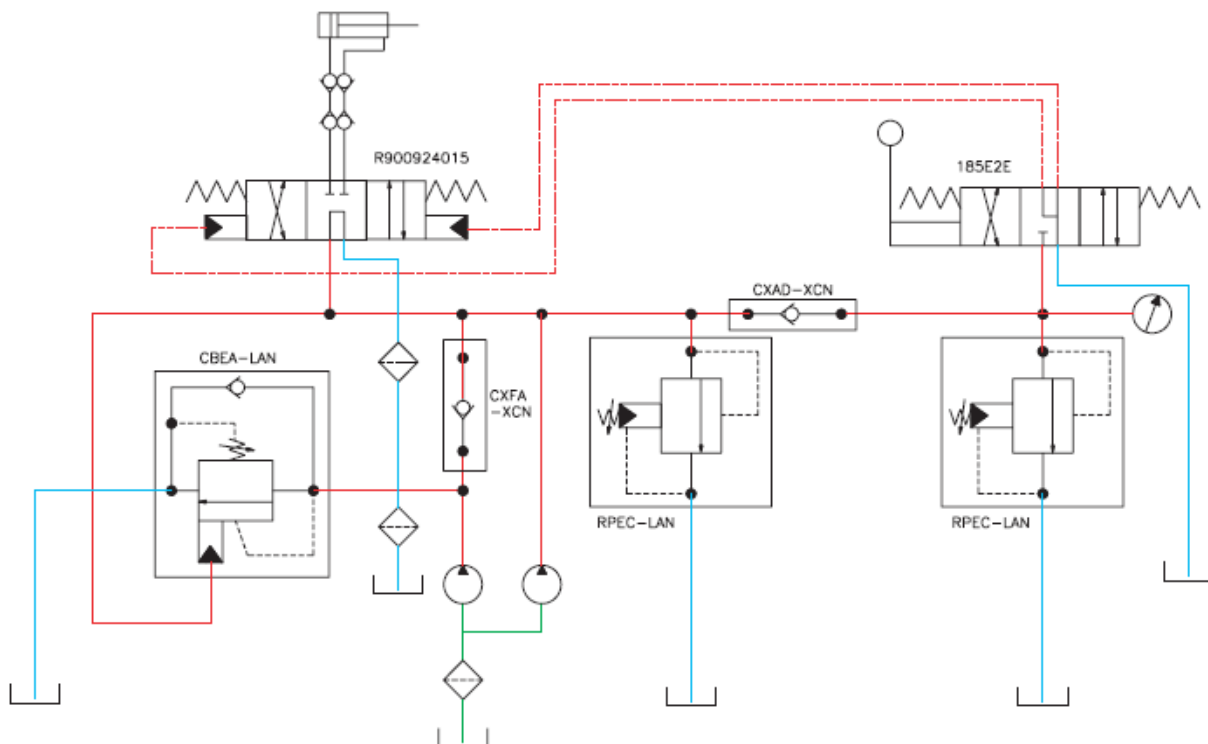 R900924015
185E2E
CXAD-XCN
CBEA-LAN
CXFA
-XCN
RPEC-LAN
RPEC-LAN